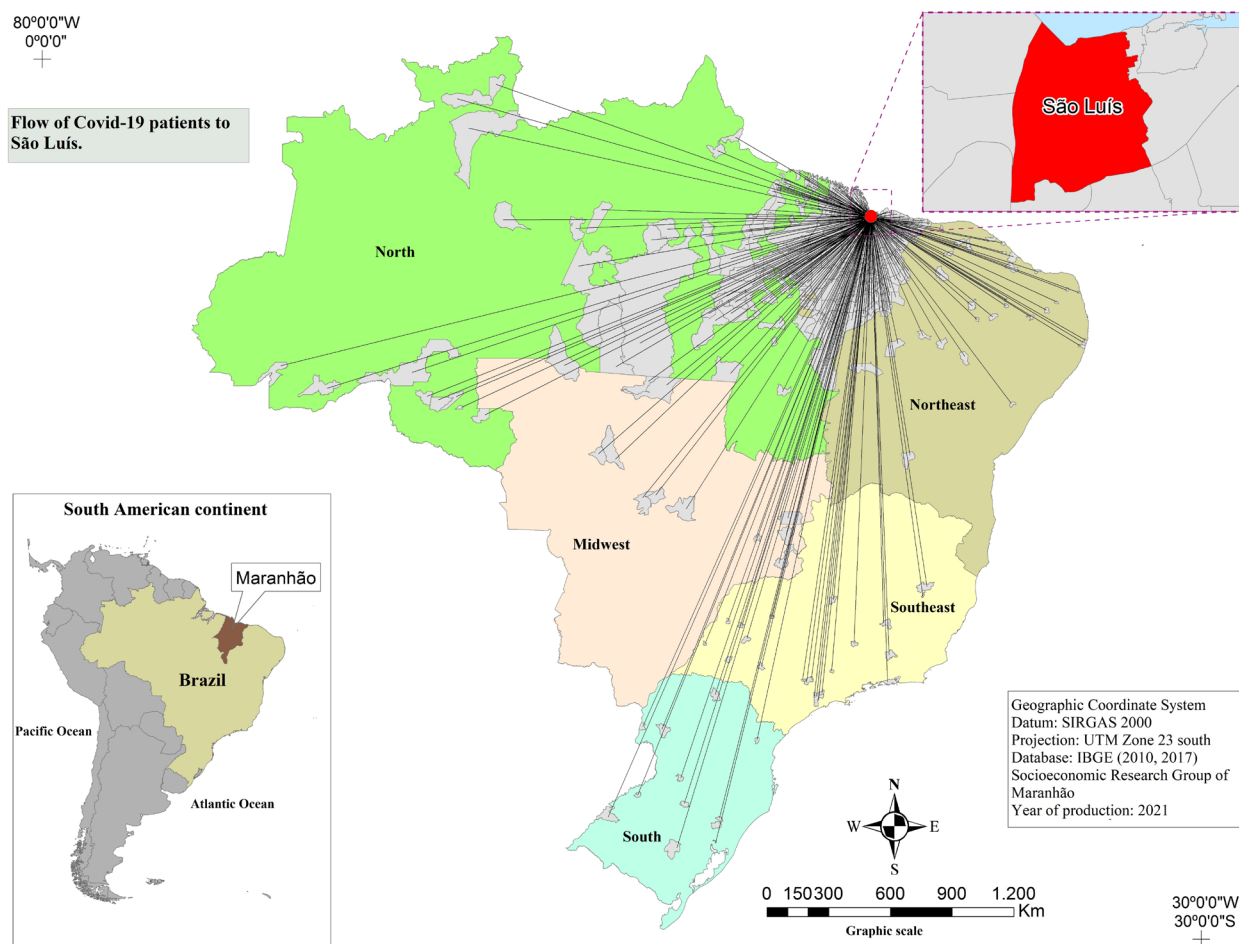 80º0'0"W
0º0'0"
Flow of Covid-19 patients to
São Luís.
São Luís
North
Northeast
Midwest
Southeast
South
South American continent
Maranhão
Brazil
Pacific Ocean
Atlantic Ocean
Geographic Coordinate System
Datum: SIRGAS 2000
Projection: UTM Zone 23 south
Database: IBGE (2010, 2017)
Socioeconomic Research Group of
Maranhão
Year of production: 2021
N
W E
S
0 150 300 600 900 1.200
Km
Graphic scale
30º0'0"W
30º0'0"S